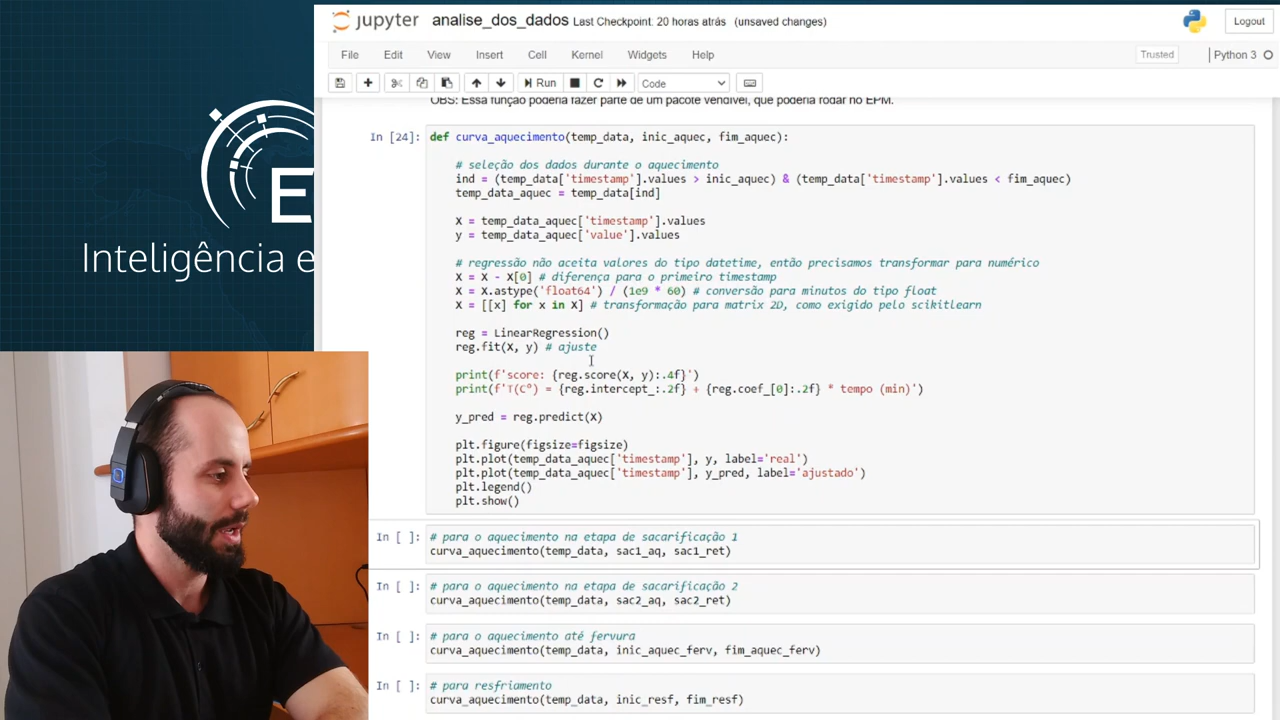 jupyter analise_dos_dados Last Checkpoint: 20 horas atrás (unsaved changes) Logout
File Edit View Insert Cell Kernel Widgets Help Trusted Python 3
Run Code
OBS: Essa função poderia fazer parte de um pacote vendível, que poderia rodar no EPM.
In [24]: def curva_aquecimento(temp_data, inic_aquec, fim_aquec):
# seleção dos dados durante o aquecimento
ind = (temp_data['timestamp'].values > inic_aquec) & (temp_data['timestamp'].values < fim_aquec)
temp_data_aquec = temp_data[ind]
X = temp_data_aquec['timestamp'].values
y = temp_data_aquec['value'].values
# regressão não aceita valores do tipo datetime, então precisamos transformar para numérico
X = X - X[0] # diferença para o primeiro timestamp
X = X.astype('float64') / (1e9 * 60) # conversão para minutos do tipo float
X = [[x] for x in X] # transformação para matriz 2D, como exigido pelo scikitlearn
reg = LinearRegression()
reg.fit(X, y) # ajuste
print(f'score: {reg.score(X, y):.4f}')
print(f'T(Cº) = {reg.intercept_:.2f} + {reg.coef_[0]:.2f} * tempo (min)')
y_pred = reg.predict(X)
plt.figure(figsize=figsize)
plt.plot(temp_data_aquec['timestamp'], y, label='real')
plt.plot(temp_data_aquec['timestamp'], y_pred, label='ajustado')
plt.legend()
plt.show()
In [ ]: # para o aquecimento na etapa de sacarificação 1
curva_aquecimento(temp_data, sac1_aq, sac1_ret)
In [ ]: # para o aquecimento na etapa de sacarificação 2
curva_aquecimento(temp_data, sac2_aq, sac2_ret)
In [ ]: # para o aquecimento até fervura
curva_aquecimento(temp_data, inic_aquec_ferv, fim_aquec_ferv)
In [ ]: # para resfriamento
curva_aquecimento(temp_data, inic_resf, fim_resf)
E
Inteligência e